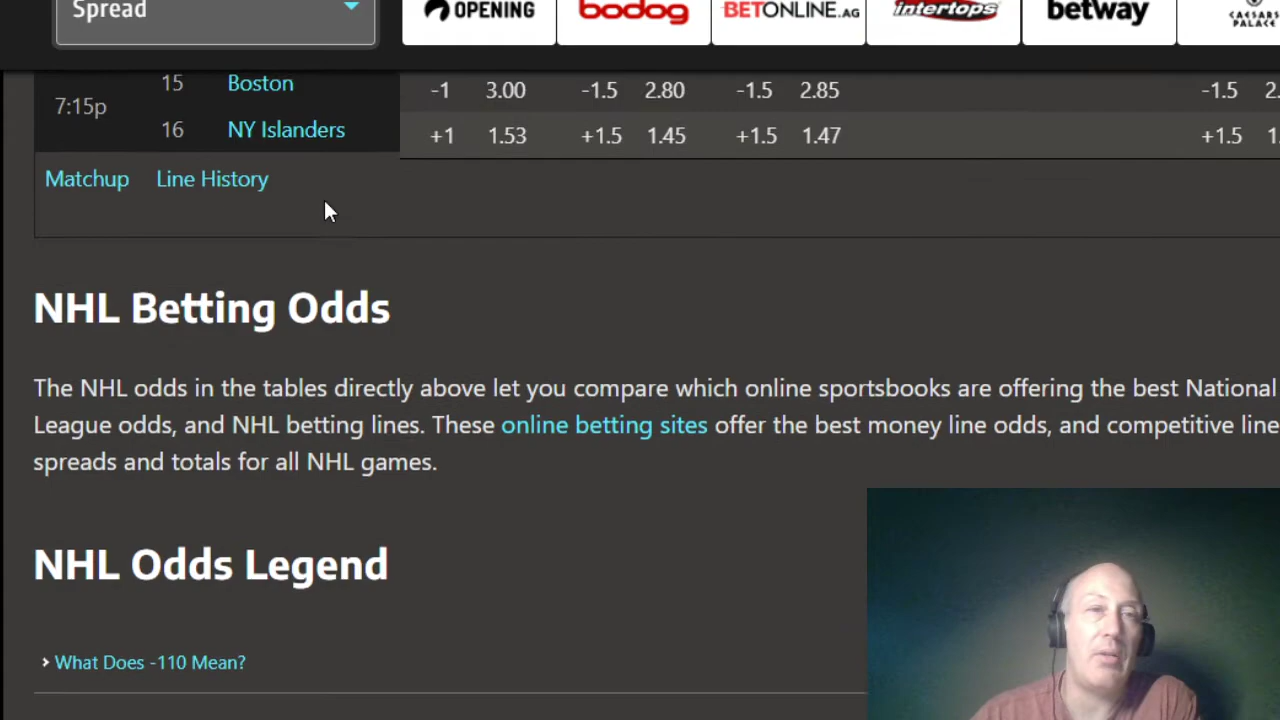 Spread OPENING bodog BETONLINE.AG intertops betway CAESARS PALACE
15 Boston -1 3.00 -1.5 2.80 -1.5 2.85 -1.5 2.
7:15p
16 NY Islanders +1 1.53 +1.5 1.45 +1.5 1.47 +1.5 1.
Matchup Line History
NHL Betting Odds
The NHL odds in the tables directly above let you compare which online sportsbooks are offering the best National
League odds, and NHL betting lines. These online betting sites offer the best money line odds, and competitive line
spreads and totals for all NHL games.
NHL Odds Legend
What Does -110 Mean?